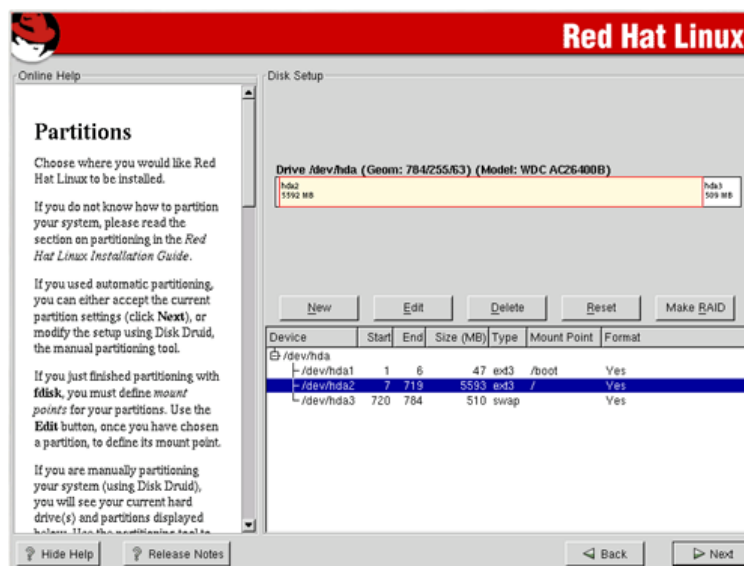 Red Hat Linux
Online Help
Partitions
Choose where you would like Red
Hat Linux to be installed.
If you do not know how to partition
your system, please read the
section on partitioning in the Red
Hat Linux Installation Guide.
If you used automatic partitioning,
you can either accept the current
partition settings (click Next), or
modify the setup using Disk Druid,
the manual partitioning tool.
If you just finished partitioning with
fdisk, you must define mount
points for your partitions. Use the
Edit button, once you have chosen
a partition, to define its mount point.
If you are manually partitioning
your system (using Disk Druid),
you will see your current hard
drive(s) and partitions displayed
below. Use the partitioning tool to
Disk Setup
Drive /dev/hda (Geom: 784/255/63) (Model: WDC AC26400B)
hda2
5592 MB
hda3
509 MB
New Edit Delete Reset Make RAID
Device Start End Size (MB) Type Mount Point Format
/dev/hda
/dev/hda1 1 6 47 ext3 /boot Yes
/dev/hda2 7 719 5593 ext3 / Yes
/dev/hda3 720 784 510 swap Yes
Hide Help Release Notes Back Next